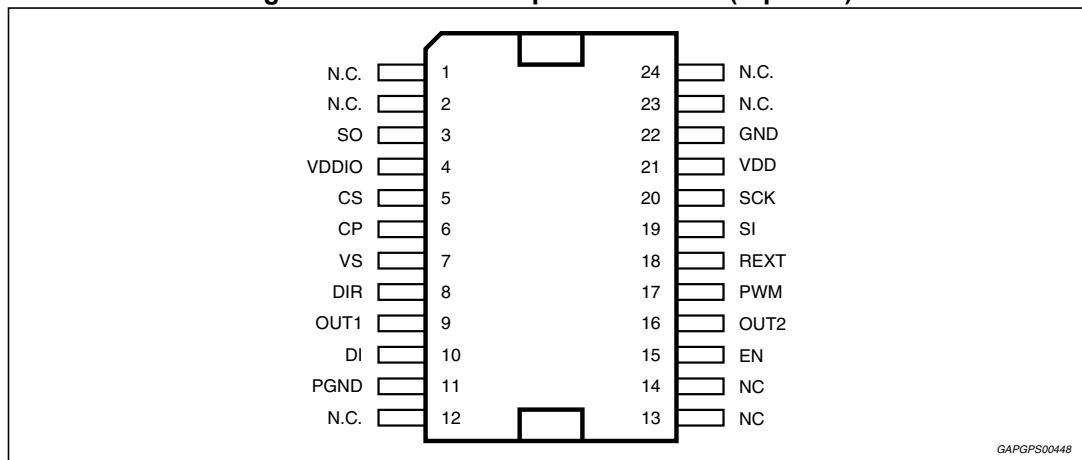 N.C. 1 24 N.C.
N.C. 2 23 N.C.
SO 3 22 GND
VDDIO 4 21 VDD
CS 5 20 SCK
CP 6 19 SI
VS 7 18 REXT
DIR 8 17 PWM
OUT1 9 16 OUT2
DI 10 15 EN
PGND 11 14 NC
N.C. 12 13 NC
GAPGPS00448